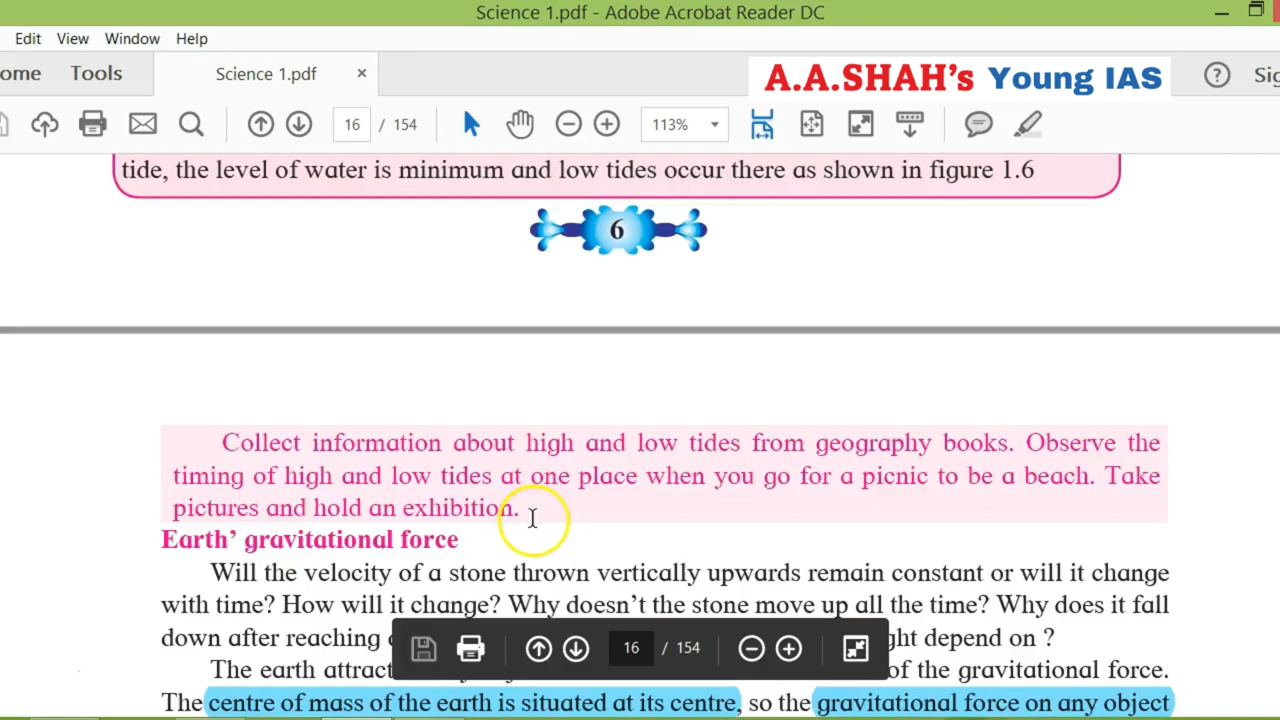 Science 1.pdf - Adobe Acrobat Reader DC
Edit View Window Help
ome Tools Science 1.pdf × A.A.SHAH's Young IAS ? Sig
16 / 154 113%
tide, the level of water is minimum and low tides occur there as shown in figure 1.6
6
Collect information about high and low tides from geography books. Observe the
timing of high and low tides at one place when you go for a picnic to be a beach. Take
pictures and hold an exhibition.
Earth' gravitational force
Will the velocity of a stone thrown vertically upwards remain constant or will it change
with time? How will it change? Why doesn't the stone move up all the time? Why does it fall
down after reaching ght depend on ?
The earth attract of the gravitational force.
16 / 154
The centre of mass of the earth is situated at its centre, so the gravitational force on any object